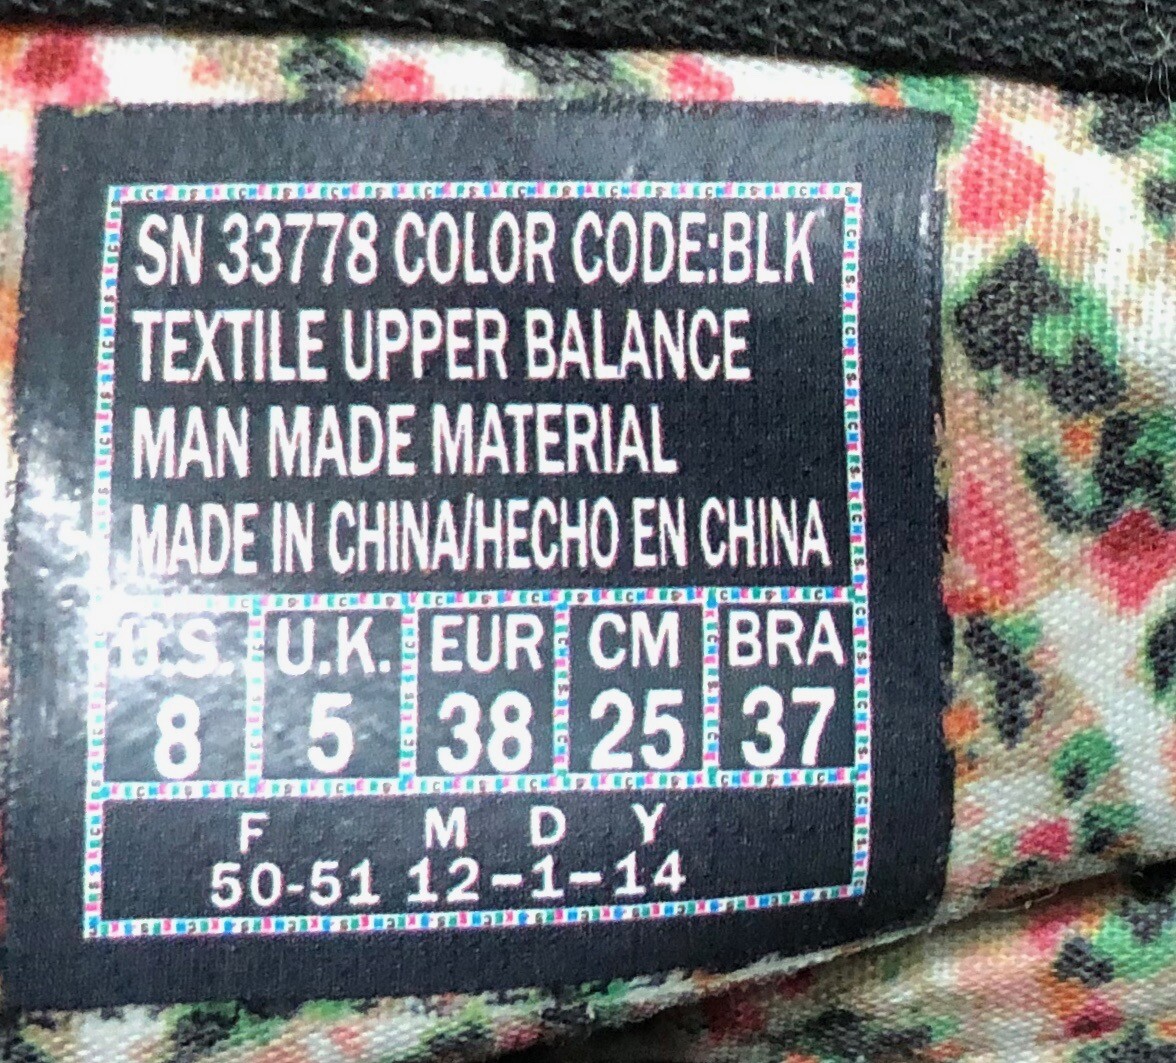 SN 33778 COLOR CODE:BLK
TEXTILE UPPER BALANCE
MAN MADE MATERIAL
MADE IN CHINA/HECHO EN CHINA
U.S. U.K. EUR CM BRA
8 5 38 25 37
F M D Y
50-51 12-1-14